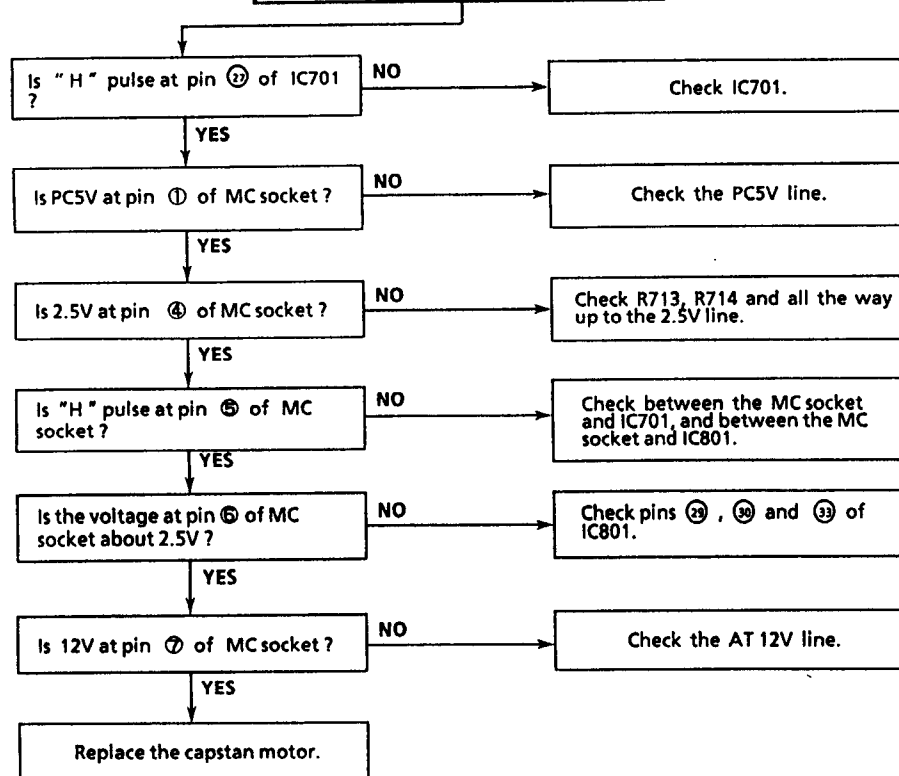 Is "H" pulse at pin ㉗ of IC701
?
NO
Check IC701.
YES
Is PC5V at pin ① of MC socket ?
NO
Check the PC5V line.
YES
Is 2.5V at pin ④ of MC socket ?
NO
Check R713, R714 and all the way
up to the 2.5V line.
YES
Is "H" pulse at pin ⑤ of MC
socket ?
NO
Check between the MC socket
and IC701, and between the MC
socket and IC801.
YES
Is the voltage at pin ⑥ of MC
socket about 2.5V ?
NO
Check pins ㉙ , ㉚ and ㉝ of
IC801.
YES
Is 12V at pin ⑦ of MC socket ?
NO
Check the AT 12V line.
YES
Replace the capstan motor.